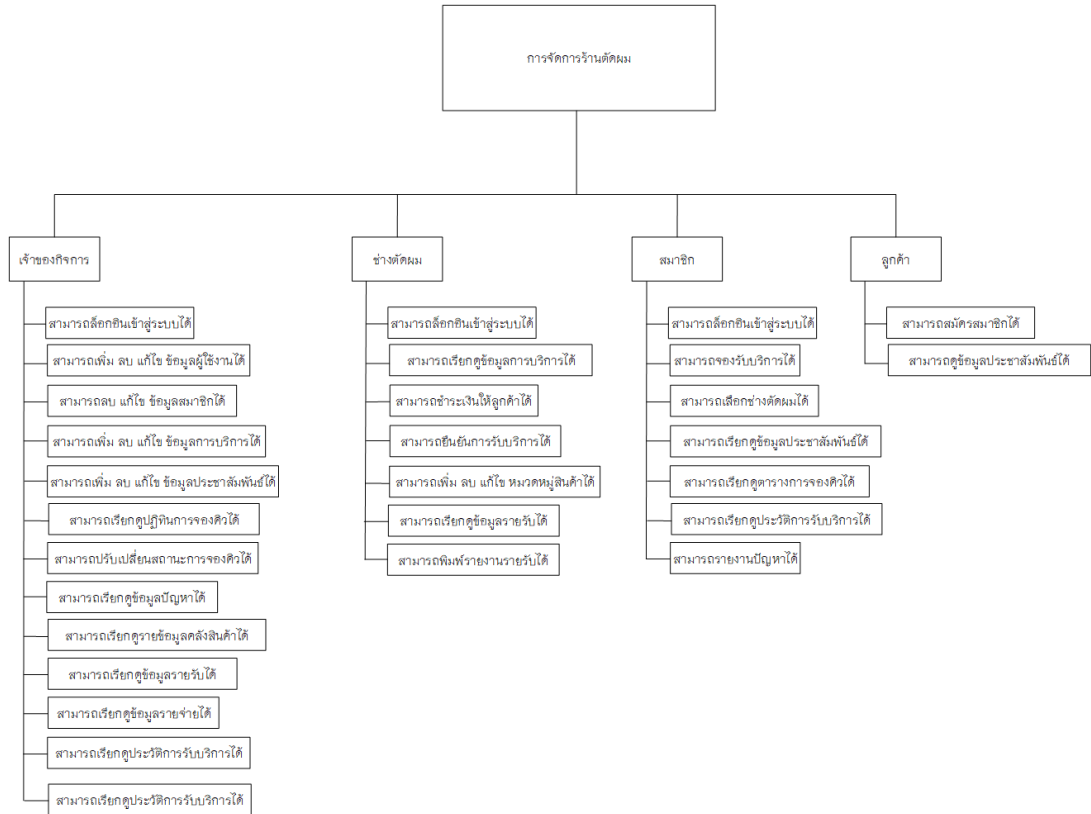 การจัดการร้านตัดผม
เจ้าของกิจการ
สามารถล็อกอินเข้าสู่ระบบได้
สามารถเพิ่ม ลบ แก้ไข ข้อมูลผู้ใช้งานได้
สามารถลบ แก้ไข ข้อมูลสมาชิกได้
สามารถเพิ่ม ลบ แก้ไข ข้อมูลการบริการได้
สามารถเพิ่ม ลบ แก้ไข ข้อมูลประชาสัมพันธ์ได้
สามารถเรียกดูปฏิทินการจองคิวได้
สามารถปรับเปลี่ยนสถานะการจองคิวได้
สามารถเรียกดูข้อมูลปัญหาได้
สามารถเรียกดูรายข้อมูลคลังสินค้าได้
สามารถเรียกดูข้อมูลรายรับได้
สามารถเรียกดูข้อมูลรายจ่ายได้
สามารถเรียกดูประวัติการรับบริการได้
สามารถเรียกดูประวัติการรับบริการได้
ช่างตัดผม
สามารถล็อกอินเข้าสู่ระบบได้
สามารถเรียกดูข้อมูลการบริการได้
สามารถชำระเงินให้ลูกค้าได้
สามารถยืนยันการรับบริการได้
สามารถเพิ่ม ลบ แก้ไข หมวดหมู่สินค้าได้
สามารถเรียกดูข้อมูลรายรับได้
สามารถพิมพ์รายงานรายรับได้
สมาชิก
สามารถล็อกอินเข้าสู่ระบบได้
สามารถจองรับบริการได้
สามารถเลือกช่างตัดผมได้
สามารถเรียกดูข้อมูลประชาสัมพันธ์ได้
สามารถเรียกดูตารางการจองคิวได้
สามารถเรียกดูประวัติการรับบริการได้
สามารถรายงานปัญหาได้
ลูกค้า
สามารถสมัครสมาชิกได้
สามารถดูข้อมูลประชาสัมพันธ์ได้